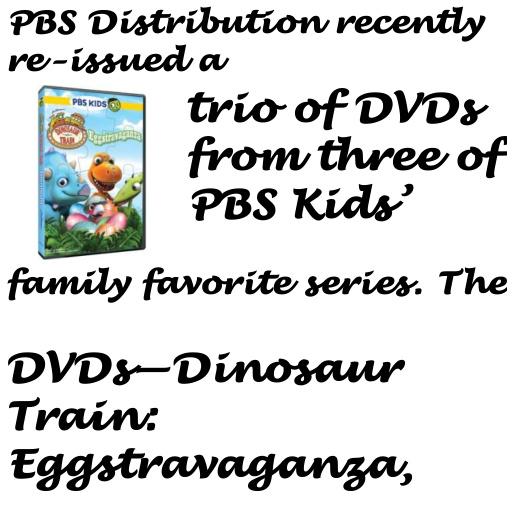 PBS Distribution recently
re-issued a
PBS KIDS
DINOSAUR
TRAIN
Eggstravaganza
trio of DVDs
from three of
PBS Kids’
family favorite series. The
DVDs—Dinosaur
Train:
Eggstravaganza,